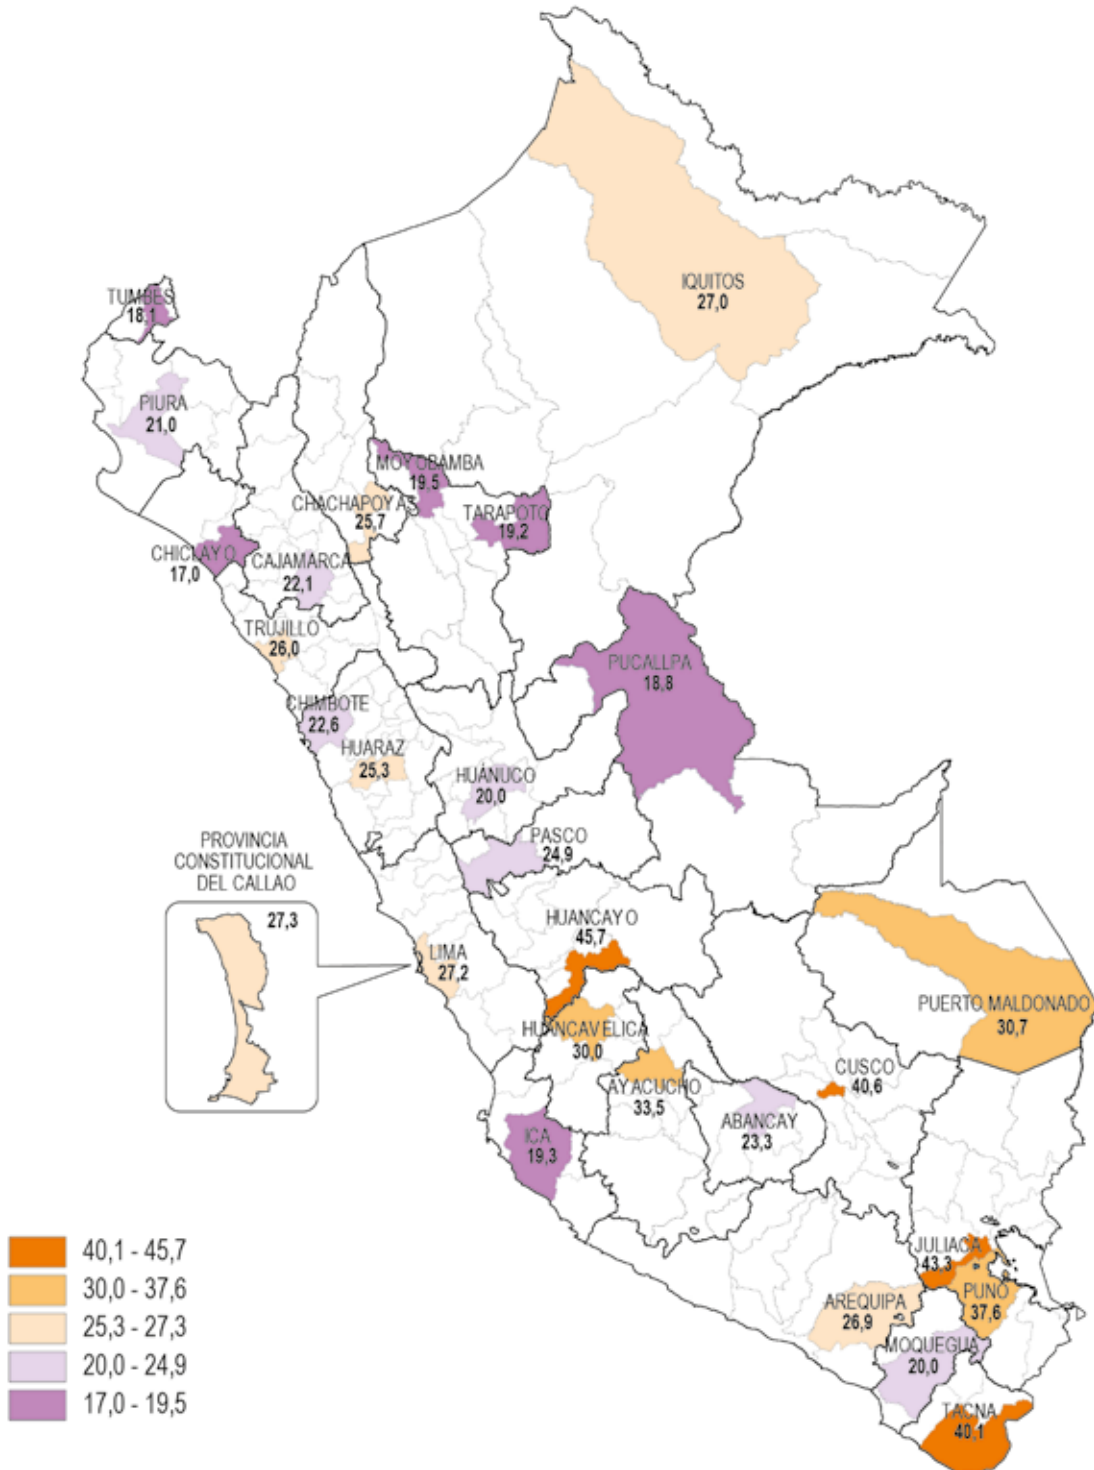 IQUITOS
27,0
TUMBES
18,1
PIURA
21,0
MOYOBAMBA
19,5
CHACHAPOYAS
25,7
TARAPOTO
19,2
CHICLAYO
17,0
CAJAMARCA
22,1
TRUJILLO
26,0
PUCALLPA
18,8
CHIMBOTE
22,6
HUARAZ
25,3
HUÁNUCO
20,0
PASCO
24,9
PROVINCIA
CONSTITUCIONAL
DEL CALLAO
27,3
HUANCAYO
45,7
LIMA
27,2
PUERTO MALDONADO
30,7
HUANCAVELICA
30,0
CUSCO
40,6
AYACUCHO
33,5
ABANCAY
23,3
ICA
19,3
JULIACA
43,3
PUNO
37,6
AREQUIPA
26,9
MOQUEGUA
20,0
TACNA
40,1
40,1 - 45,7
30,0 - 37,6
25,3 - 27,3
20,0 - 24,9
17,0 - 19,5